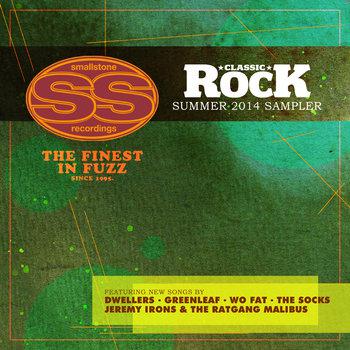 smallstone
SS
recordings
THE FINEST
IN FUZZ
SINCE 1995.
★CLASSIC★
ROCK
SUMMER 2014 SAMPLER
FEATURING NEW SONGS BY
DWELLERS · GREENLEAF · WO FAT · THE SOCKS
JEREMY IRONS & THE RATGANG MALIBUS